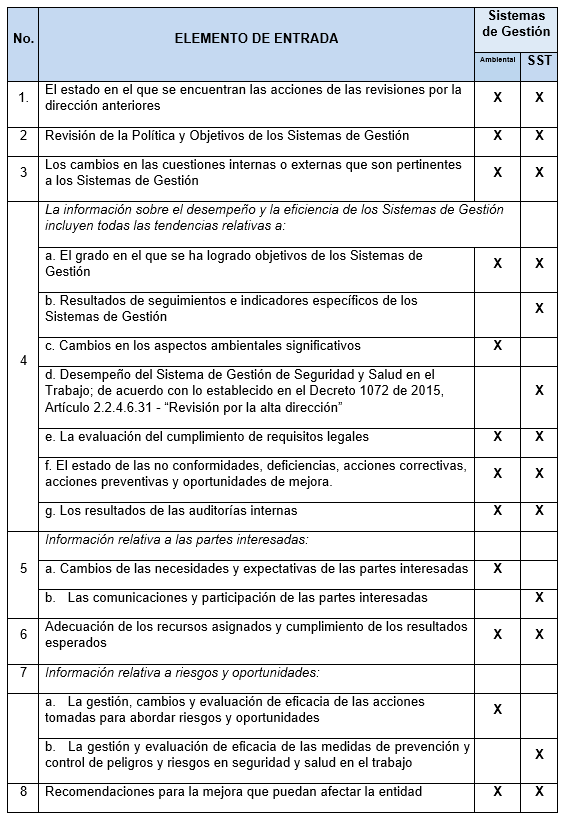 No.
ELEMENTO DE ENTRADA
Sistemas
de Gestión
Ambiental
SST
1.
El estado en el que se encuentran las acciones de las revisiones por la
dirección anteriores
X X
2 Revisión de la Política y Objetivos de los Sistemas de Gestión X X
3
Los cambios en las cuestiones internas o externas que son pertinentes
a los Sistemas de Gestión
X X
4
La información sobre el desempeño y la eficiencia de los Sistemas de Gestión
incluyen todas las tendencias relativas a:
a. El grado en el que se ha logrado objetivos de los Sistemas de
Gestión
X X
b. Resultados de seguimientos e indicadores específicos de los
Sistemas de Gestión
X
c. Cambios en los aspectos ambientales significativos X
d. Desempeño del Sistema de Gestión de Seguridad y Salud en el
Trabajo; de acuerdo con lo establecido en el Decreto 1072 de 2015,
Artículo 2.2.4.6.31 - “Revisión por la alta dirección”
X
e. La evaluación del cumplimiento de requisitos legales X X
f. El estado de las no conformidades, deficiencias, acciones correctivas,
acciones preventivas y oportunidades de mejora.
X X
g. Los resultados de las auditorías internas X X
5
Información relativa a las partes interesadas:
a. Cambios de las necesidades y expectativas de las partes interesadas X
b. Las comunicaciones y participación de las partes interesadas X
6
Adecuación de los recursos asignados y cumplimiento de los resultados
esperados
X X
7 Información relativa a riesgos y oportunidades:
a. La gestión, cambios y evaluación de eficacia de las acciones
tomadas para abordar riesgos y oportunidades
X
b. La gestión y evaluación de eficacia de las medidas de prevención y
control de peligros y riesgos en seguridad y salud en el trabajo
X
8 Recomendaciones para la mejora que puedan afectar la entidad X X